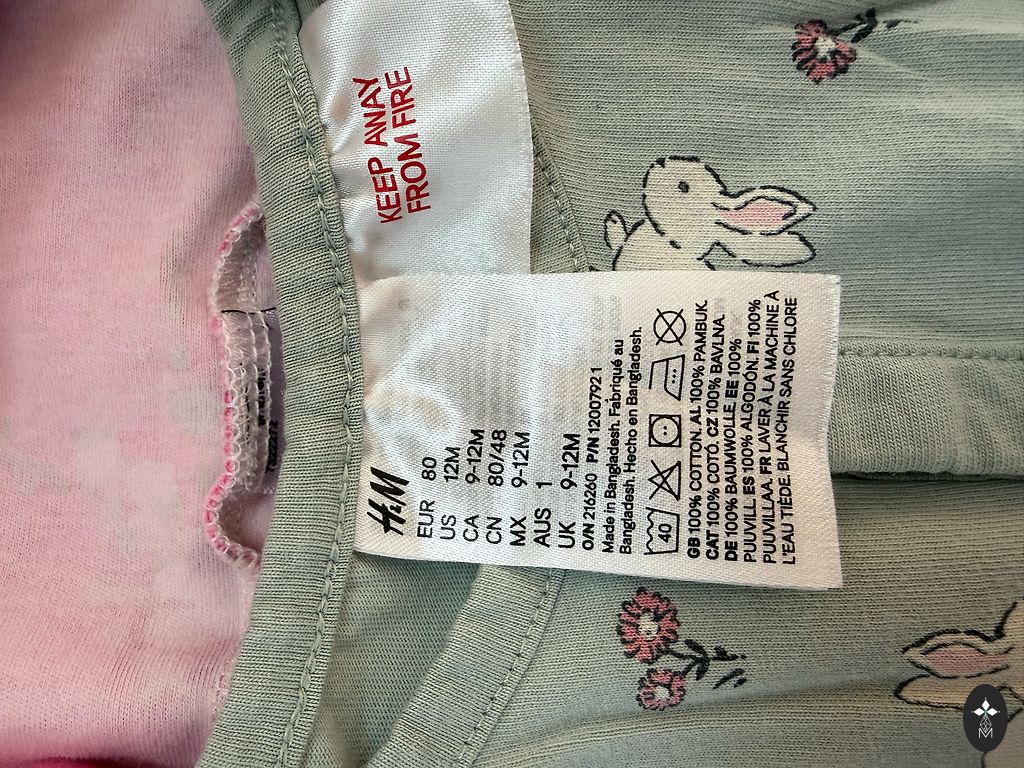 KEEP AWAY
FROM FIRE
H&M
EUR 80
US 12M
CA 9-12M
CN 80/48
MX 9-12M
AUS 1
UK 9-12M
O/N 216260 P/N 12007921
Made in Bangladesh. Fabriqué au
Bangladesh. Hecho en Bangladesh.
40
GB 100% COTTON. AL 100% PAMBUK.
CAT 100% COTÓ. CZ 100% BAVLNA.
DE 100% BAUMWOLLE. EE 100%
PUUVILL. ES 100% ALGODÓN. FI 100%
PUUVILLAA. FR LAVER À LA MACHINE À
L'EAU TIÈDE. BLANCHIR SANS CHLORE